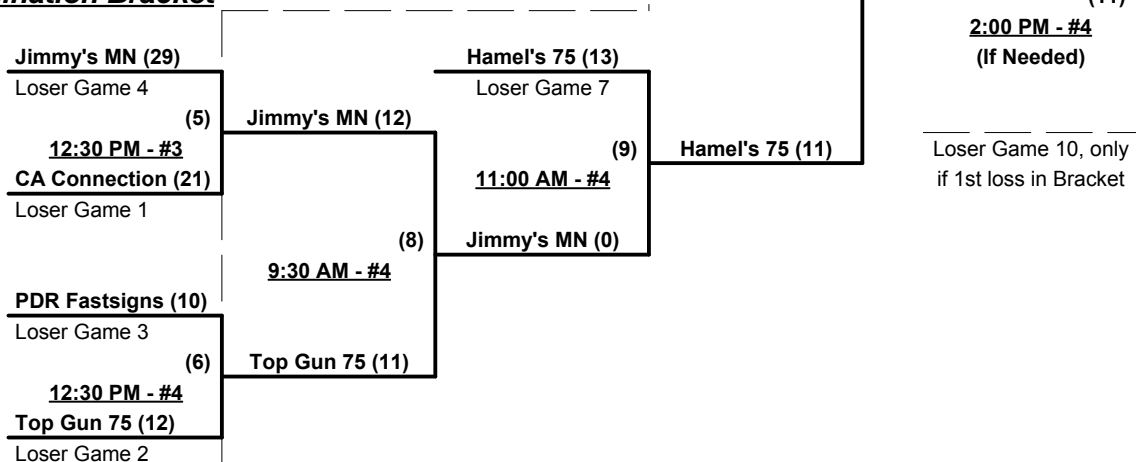 Bracket
Jimmy's MN (29)
Loser Game 4
(5)
12:30 PM - #3
CA Connection (21)
Loser Game 1
PDR Fastsigns (10)
Loser Game 3
(6)
12:30 PM - #4
Top Gun 75 (12)
Loser Game 2
Jimmy's MN (12)
(8)
9:30 AM - #4
Top Gun 75 (11)
Hamel's 75 (13)
Loser Game 7
(9)
11:00 AM - #4
Jimmy's MN (0)
Hamel's 75 (11)
2:00 PM - #4
(If Needed)
Loser Game 10, only
if 1st loss in Bracket